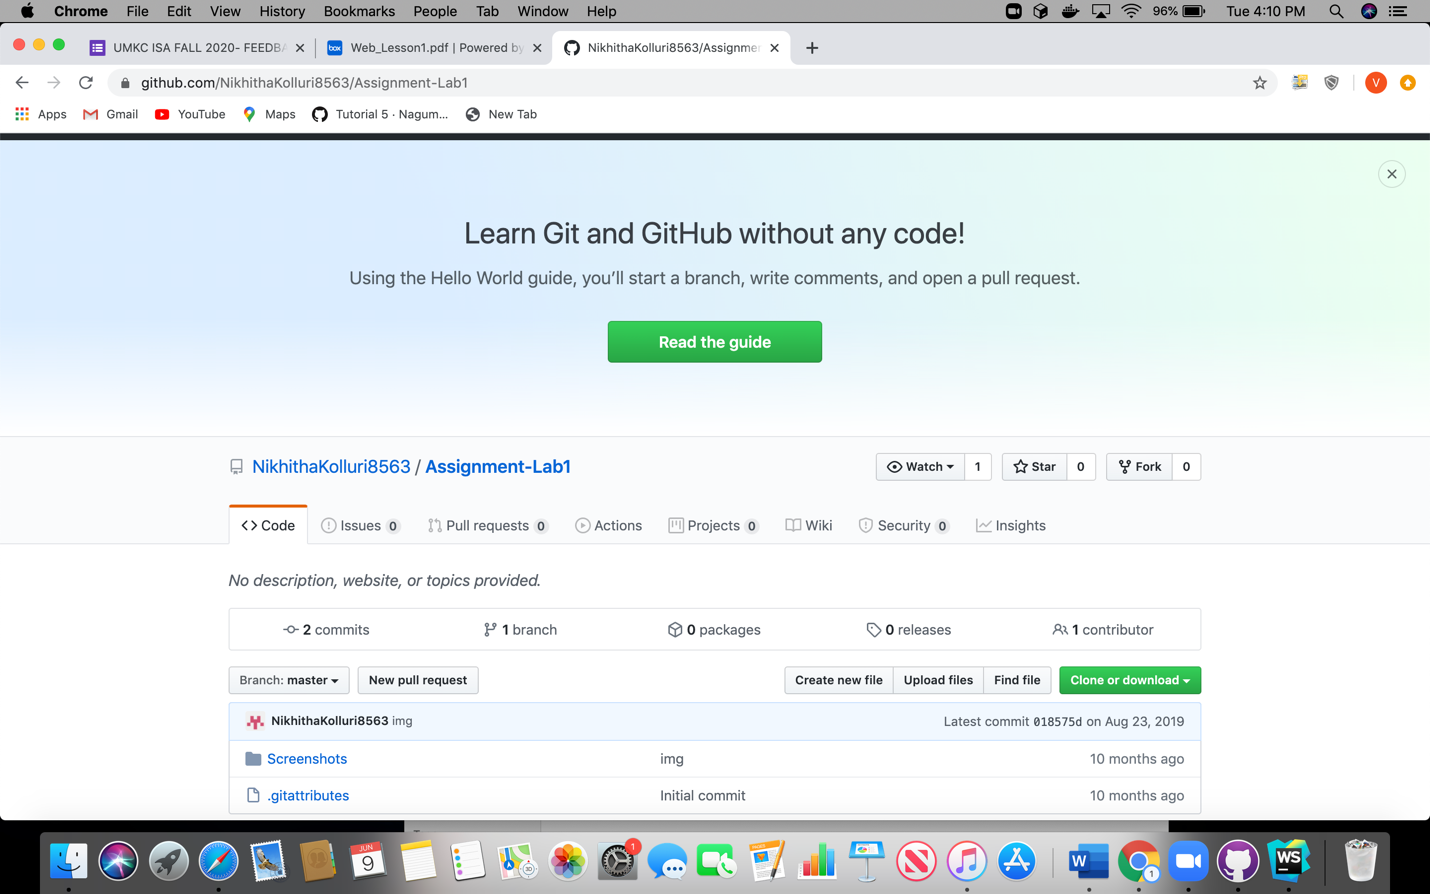 Chrome File Edit View History Bookmarks People Tab Window Help 96% Tue 4:10 PM
UMKC ISA FALL 2020- FEEDBA
box Web_Lesson1.pdf | Powered by
NikhithaKolluri8563/Assignmen
github.com/NikhithaKolluri8563/Assignment-Lab1
V
Apps Gmail YouTube Maps Tutorial 5 · Nagum... New Tab
Learn Git and GitHub without any code!
Using the Hello World guide, you’ll start a branch, write comments, and open a pull request.
Read the guide
NikhithaKolluri8563 / Assignment-Lab1
Watch 1 Star 0 Fork 0
Code Issues 0 Pull requests 0 Actions Projects 0 Wiki Security 0 Insights
No description, website, or topics provided.
2 commits 1 branch 0 packages 0 releases 1 contributor
Branch: master New pull request Create new file Upload files Find file Clone or download
NikhithaKolluri8563 img Latest commit 018575d on Aug 23, 2019
Screenshots img 10 months ago
.gitattributes Initial commit 10 months ago
JUN
9
3D
1
W
1
WS